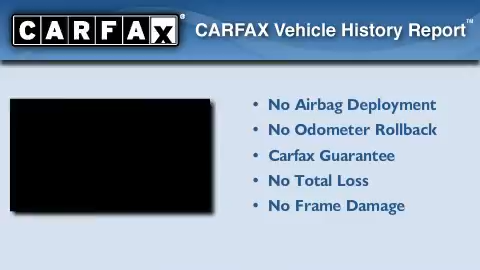 CARFAX® CARFAX Vehicle History Report™
• No Airbag Deployment
• No Odometer Rollback
• Carfax Guarantee
• No Total Loss
• No Frame Damage